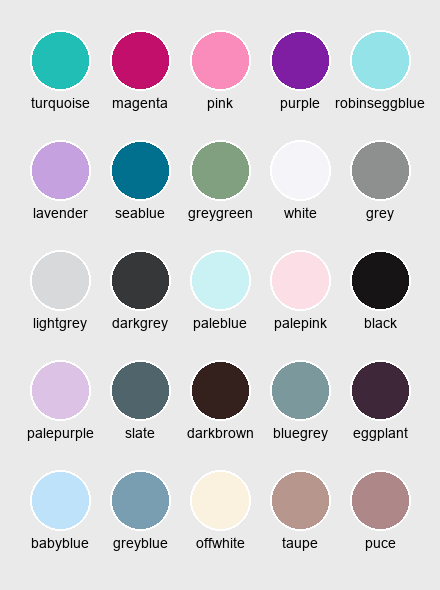 turquoise magenta pink purple robinseggblue
lavender seablue greygreen white grey
lightgrey darkgrey paleblue palepink black
palepurple slate darkbrown bluegrey eggplant
babyblue greyblue offwhite taupe puce